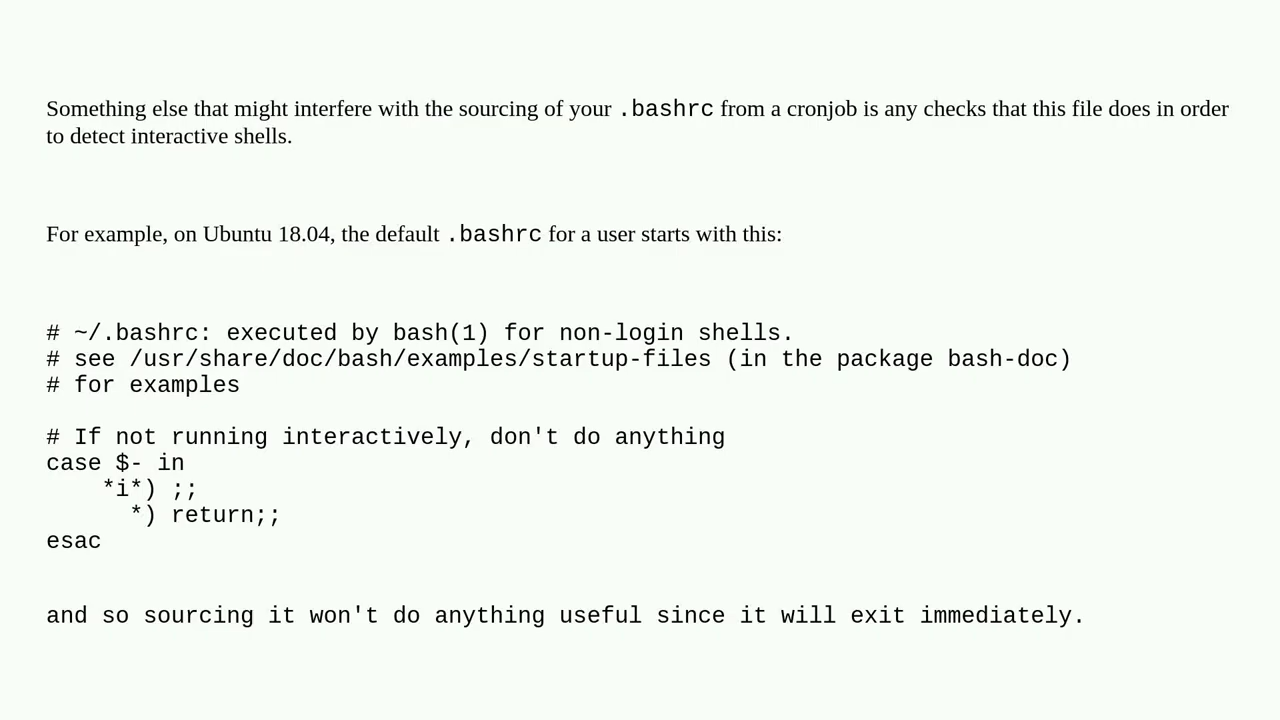 Something else that might interfere with the sourcing of your .bashrc from a cronjob is any checks that this file does in order
to detect interactive shells.
For example, on Ubuntu 18.04, the default .bashrc for a user starts with this:
# ~/.bashrc: executed by bash(1) for non-login shells.
# see /usr/share/doc/bash/examples/startup-files (in the package bash-doc)
# for examples
# If not running interactively, don't do anything
case $- in
    *i*) ;;
      *) return;;
esac
and so sourcing it won't do anything useful since it will exit immediately.